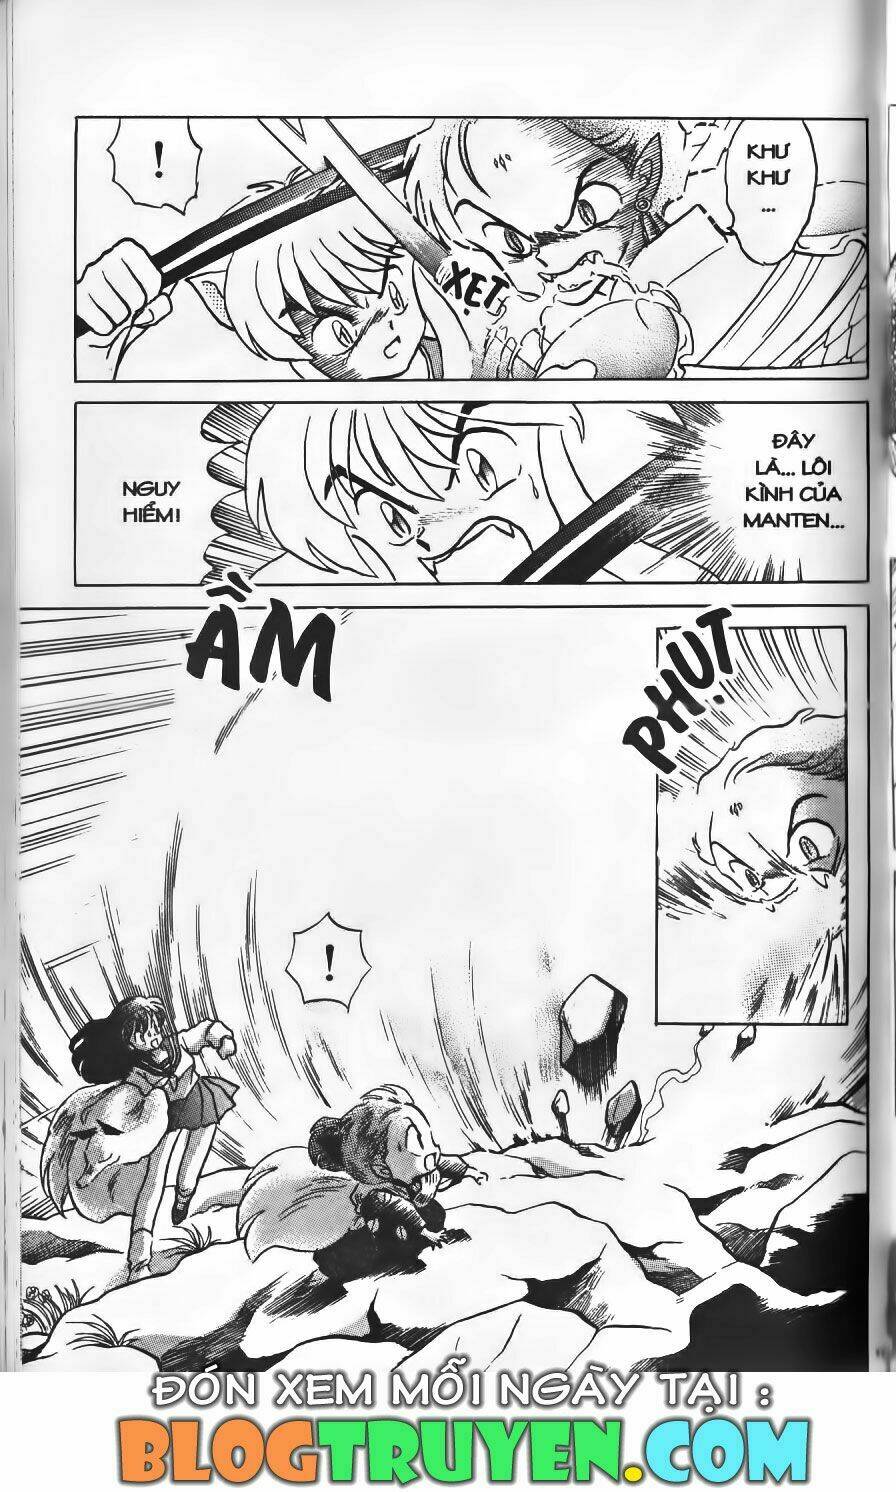 KHƯ
KHƯ
...
!
XẸT
ĐÂY
LÀ... LÔI
KÌNH CỦA
MANTEN...
NGUY
HIỂM!
PHỤT
ẦM
!
ĐÓN XEM MỖI NGÀY TẠI :
BLOGTRUYEN.COM